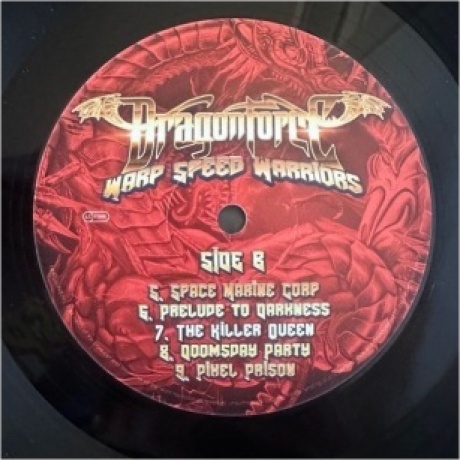 DragonForce
WARP SPEED WARRIORS
SIDE B
5. SPACE MARINE CORP
6. PRELUDE TO DARKNESS
7. THE KILLER QUEEN
8. DOOMSDAY PARTY
9. PIXEL PRISON